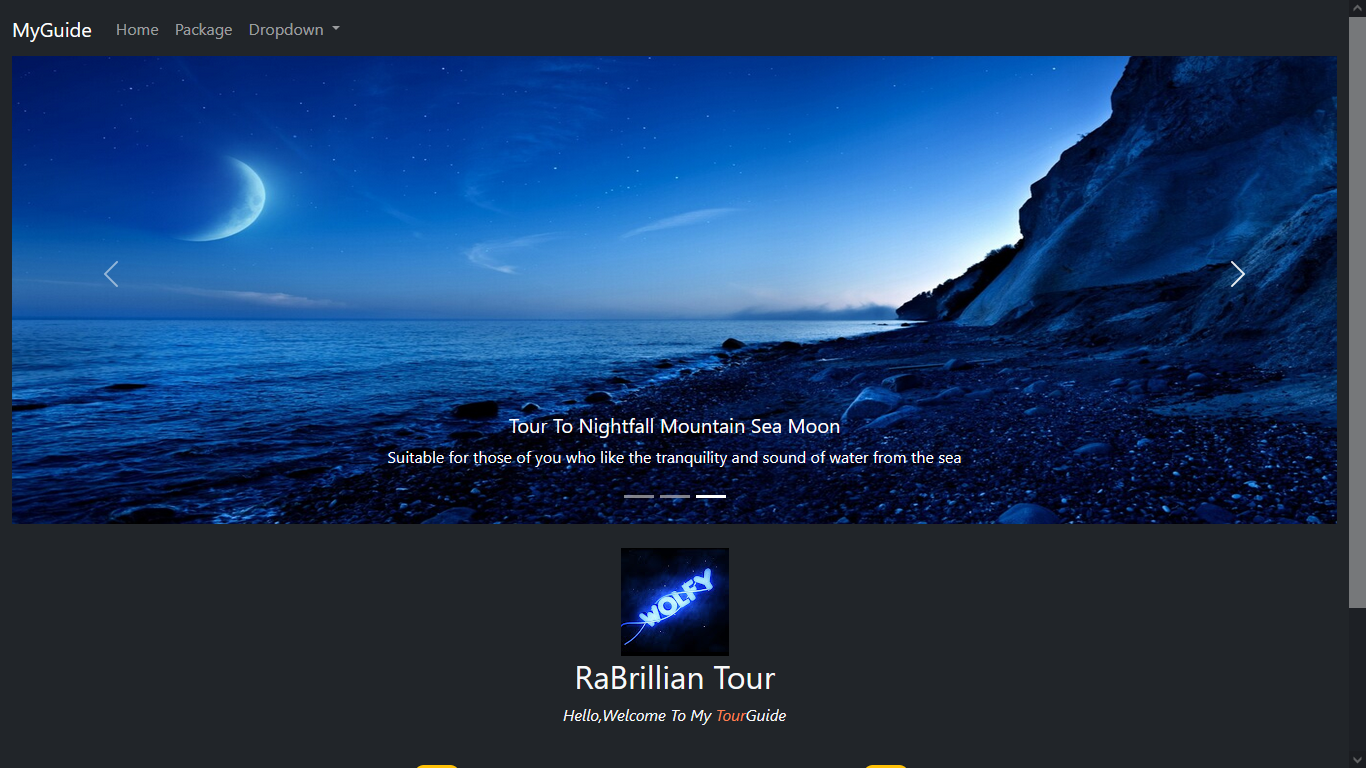 MyGuide Home Package Dropdown
Tour To Nightfall Mountain Sea Moon
Suitable for those of you who like the tranquility and sound of water from the sea
WOLFY
RaBrillian Tour
Hello,Welcome To My TourGuide